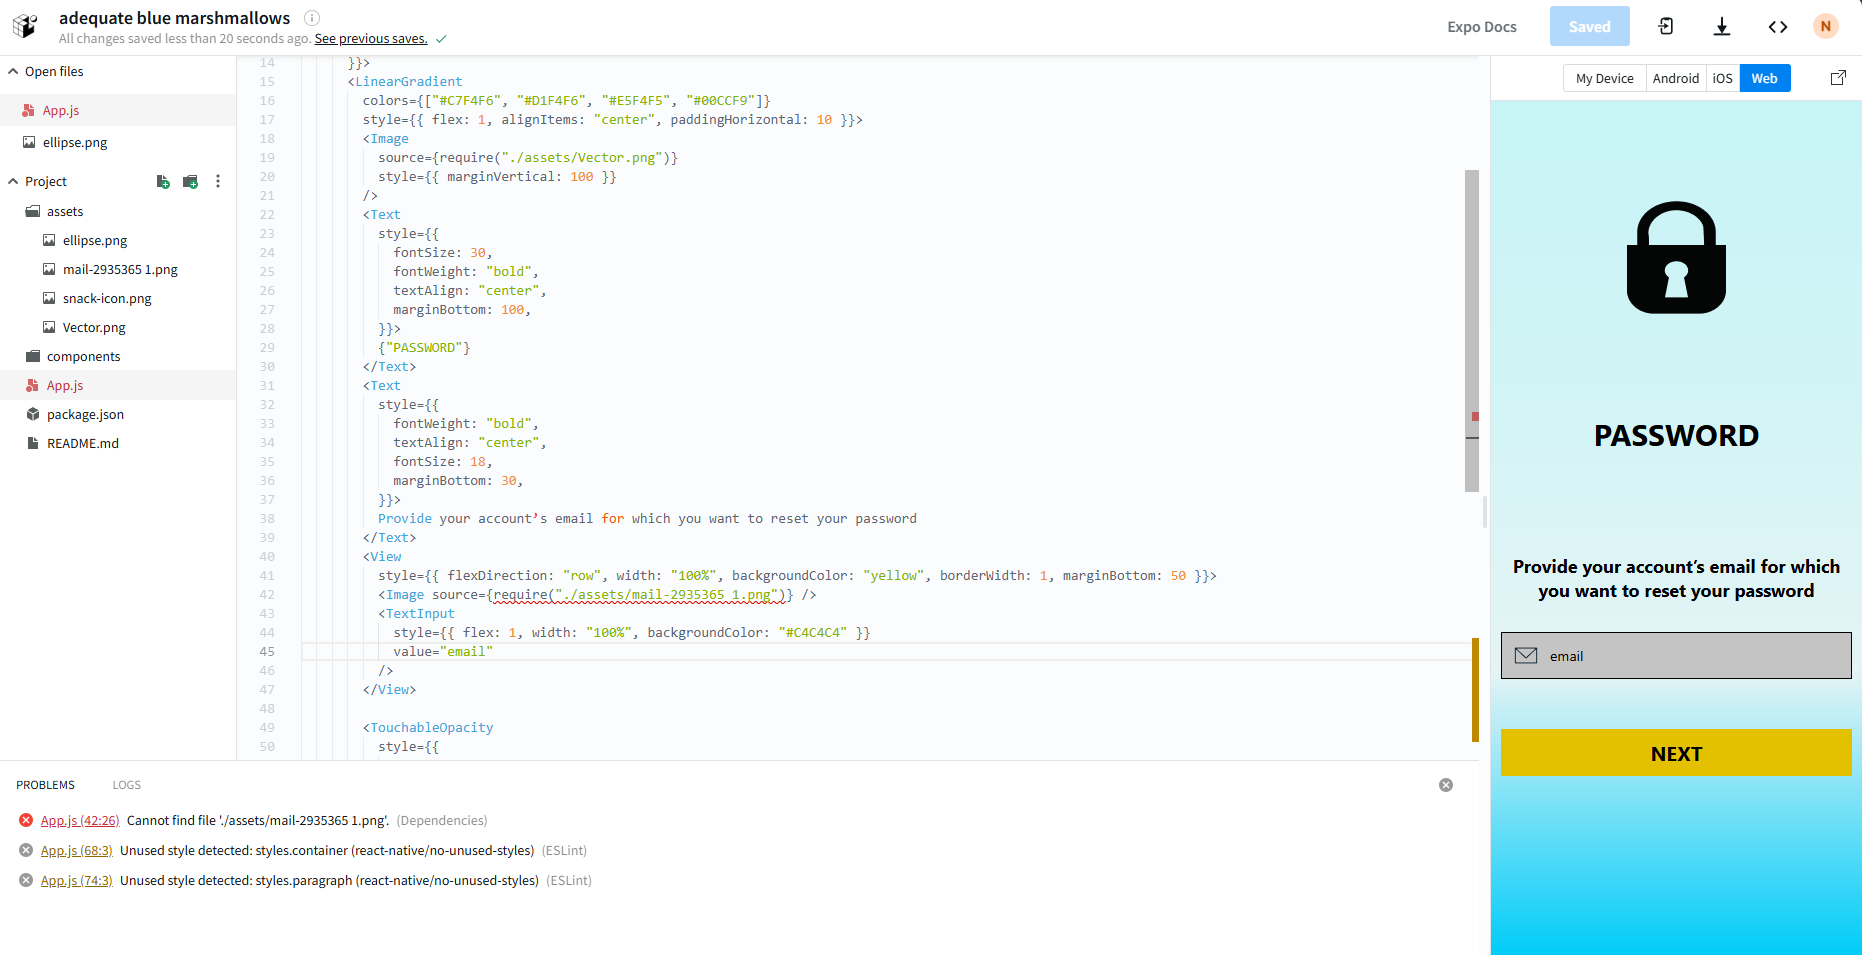 adequate blue marshmallows
All changes saved less than 20 seconds ago. See previous saves.
Expo Docs
Saved
N
Open files
App.js
ellipse.png
Project
assets
ellipse.png
mail-2935365 1.png
snack-icon.png
Vector.png
components
App.js
package.json
README.md
14 }}>
15 <LinearGradient
16 colors={["#C7F4F6", "#D1F4F6", "#E5F4F5", "#00CCF9"]}
17 style={{ flex: 1, alignItems: "center", paddingHorizontal: 10 }}>
18 <Image
19 source={require("./assets/Vector.png")}
20 style={{ marginVertical: 100 }}
21 />
22 <Text
23 style={{
24 fontSize: 30,
25 fontWeight: "bold",
26 textAlign: "center",
27 marginBottom: 100,
28 }}>
29 {"PASSWORD"}
30 </Text>
31 <Text
32 style={{
33 fontWeight: "bold",
34 textAlign: "center",
35 fontSize: 18,
36 marginBottom: 30,
37 }}>
38 Provide your account’s email for which you want to reset your password
39 </Text>
40 <View
41 style={{ flexDirection: "row", width: "100%", backgroundColor: "yellow", borderWidth: 1, marginBottom: 50 }}>
42 <Image source={require("./assets/mail-2935365 1.png")} />
43 <TextInput
44 style={{ flex: 1, width: "100%", backgroundColor: "#C4C4C4" }}
45 value="email"
46 />
47 </View>
48
49 <TouchableOpacity
50 style={{
PROBLEMS
LOGS
App.js (42:26) Cannot find file './assets/mail-2935365 1.png'. (Dependencies)
App.js (68:3) Unused style detected: styles.container (react-native/no-unused-styles) (ESLint)
App.js (74:3) Unused style detected: styles.paragraph (react-native/no-unused-styles) (ESLint)
My Device
Android
iOS
Web
PASSWORD
Provide your account’s email for which
you want to reset your password
email
NEXT